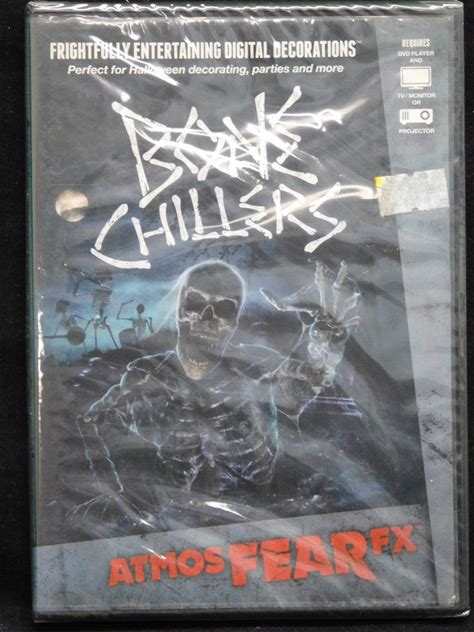 FRIGHTFULLY ENTERTAINING DIGITAL DECORATIONS™
Perfect for Halloween decorating, parties and more
REQUIRES
DVD PLAYER
AND
TV/MONITOR
OR
PROJECTOR
BONE
CHILLERS
ATMOSFEARFX™